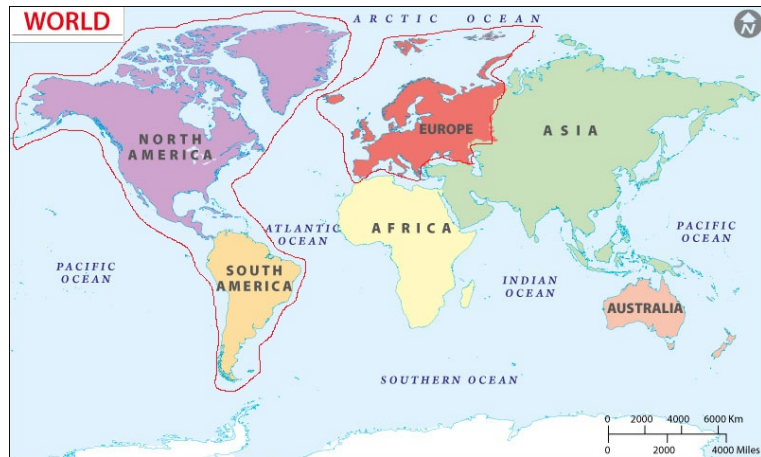 WORLD
ARCTIC OCEAN
N
NORTH
AMERICA
EUROPE
ASIA
ATLANTIC
OCEAN
AFRICA
PACIFIC
OCEAN
PACIFIC
OCEAN
SOUTH
AMERICA
INDIAN
OCEAN
AUSTRALIA
SOUTHERN OCEAN
0 2000 4000 6000 Km
0 2000 4000 Miles